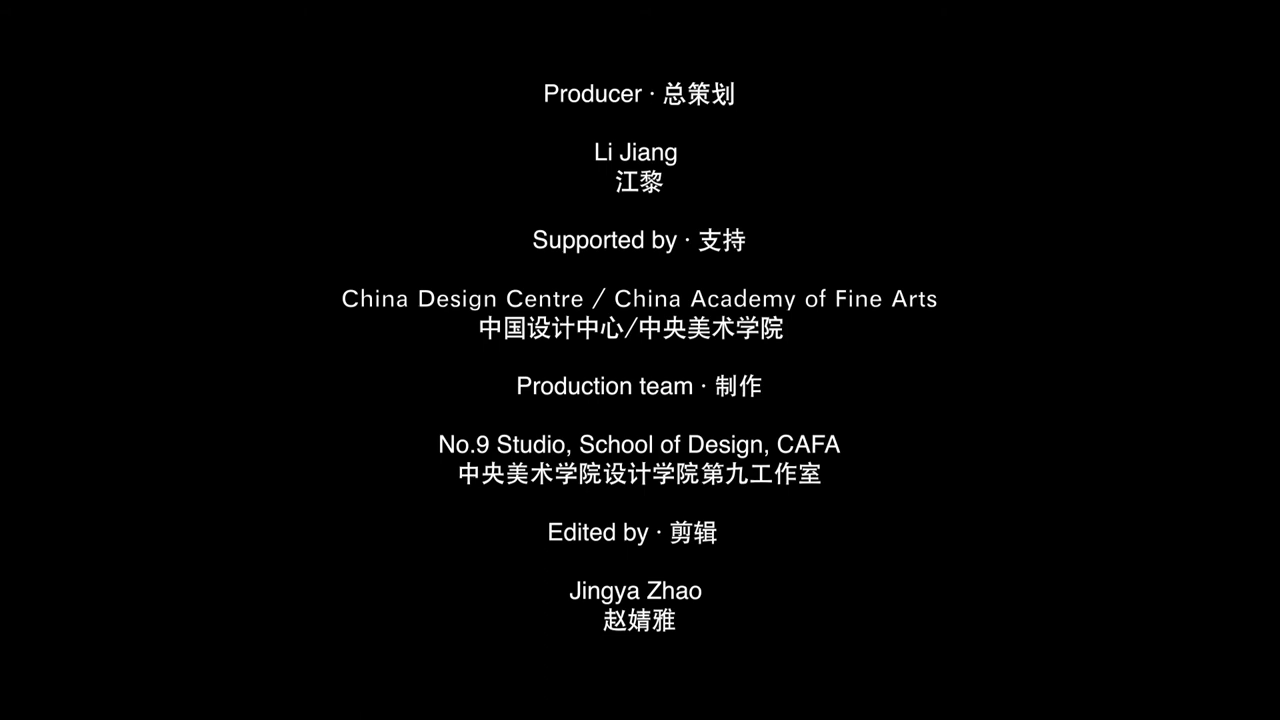 Producer · 总策划
Li Jiang
江黎
Supported by · 支持
China Design Centre / China Academy of Fine Arts
中国设计中心/中央美术学院
Production team · 制作
No.9 Studio, School of Design, CAFA
中央美术学院设计学院第九工作室
Edited by · 剪辑
Jingya Zhao
赵婧雅